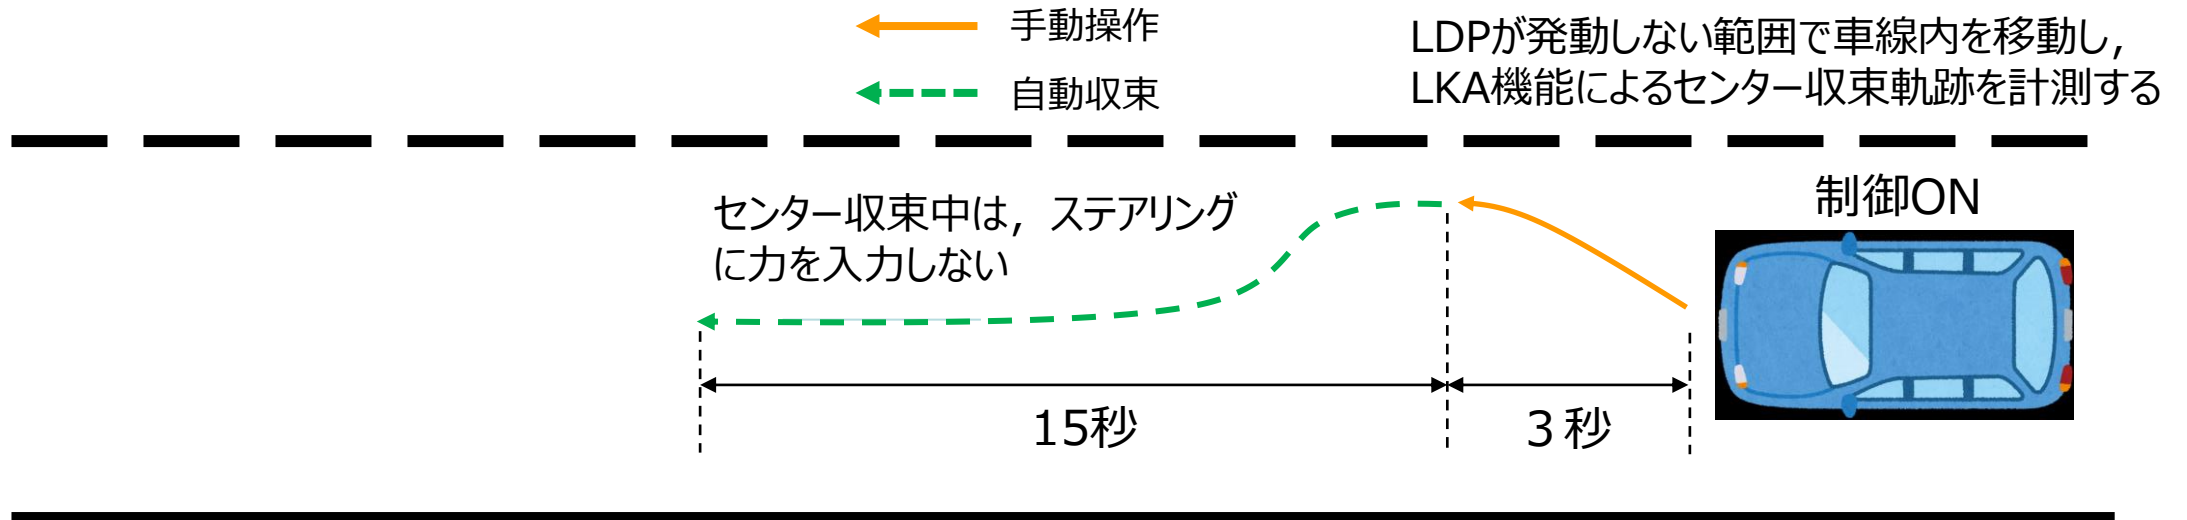 手動操作
自動収束
LDPが発動しない範囲で車線内を移動し，
LKA機能によるセンター収束軌跡を計測する
制御ON
センター収束中は，ステアリング
に力を入力しない
15秒
３秒